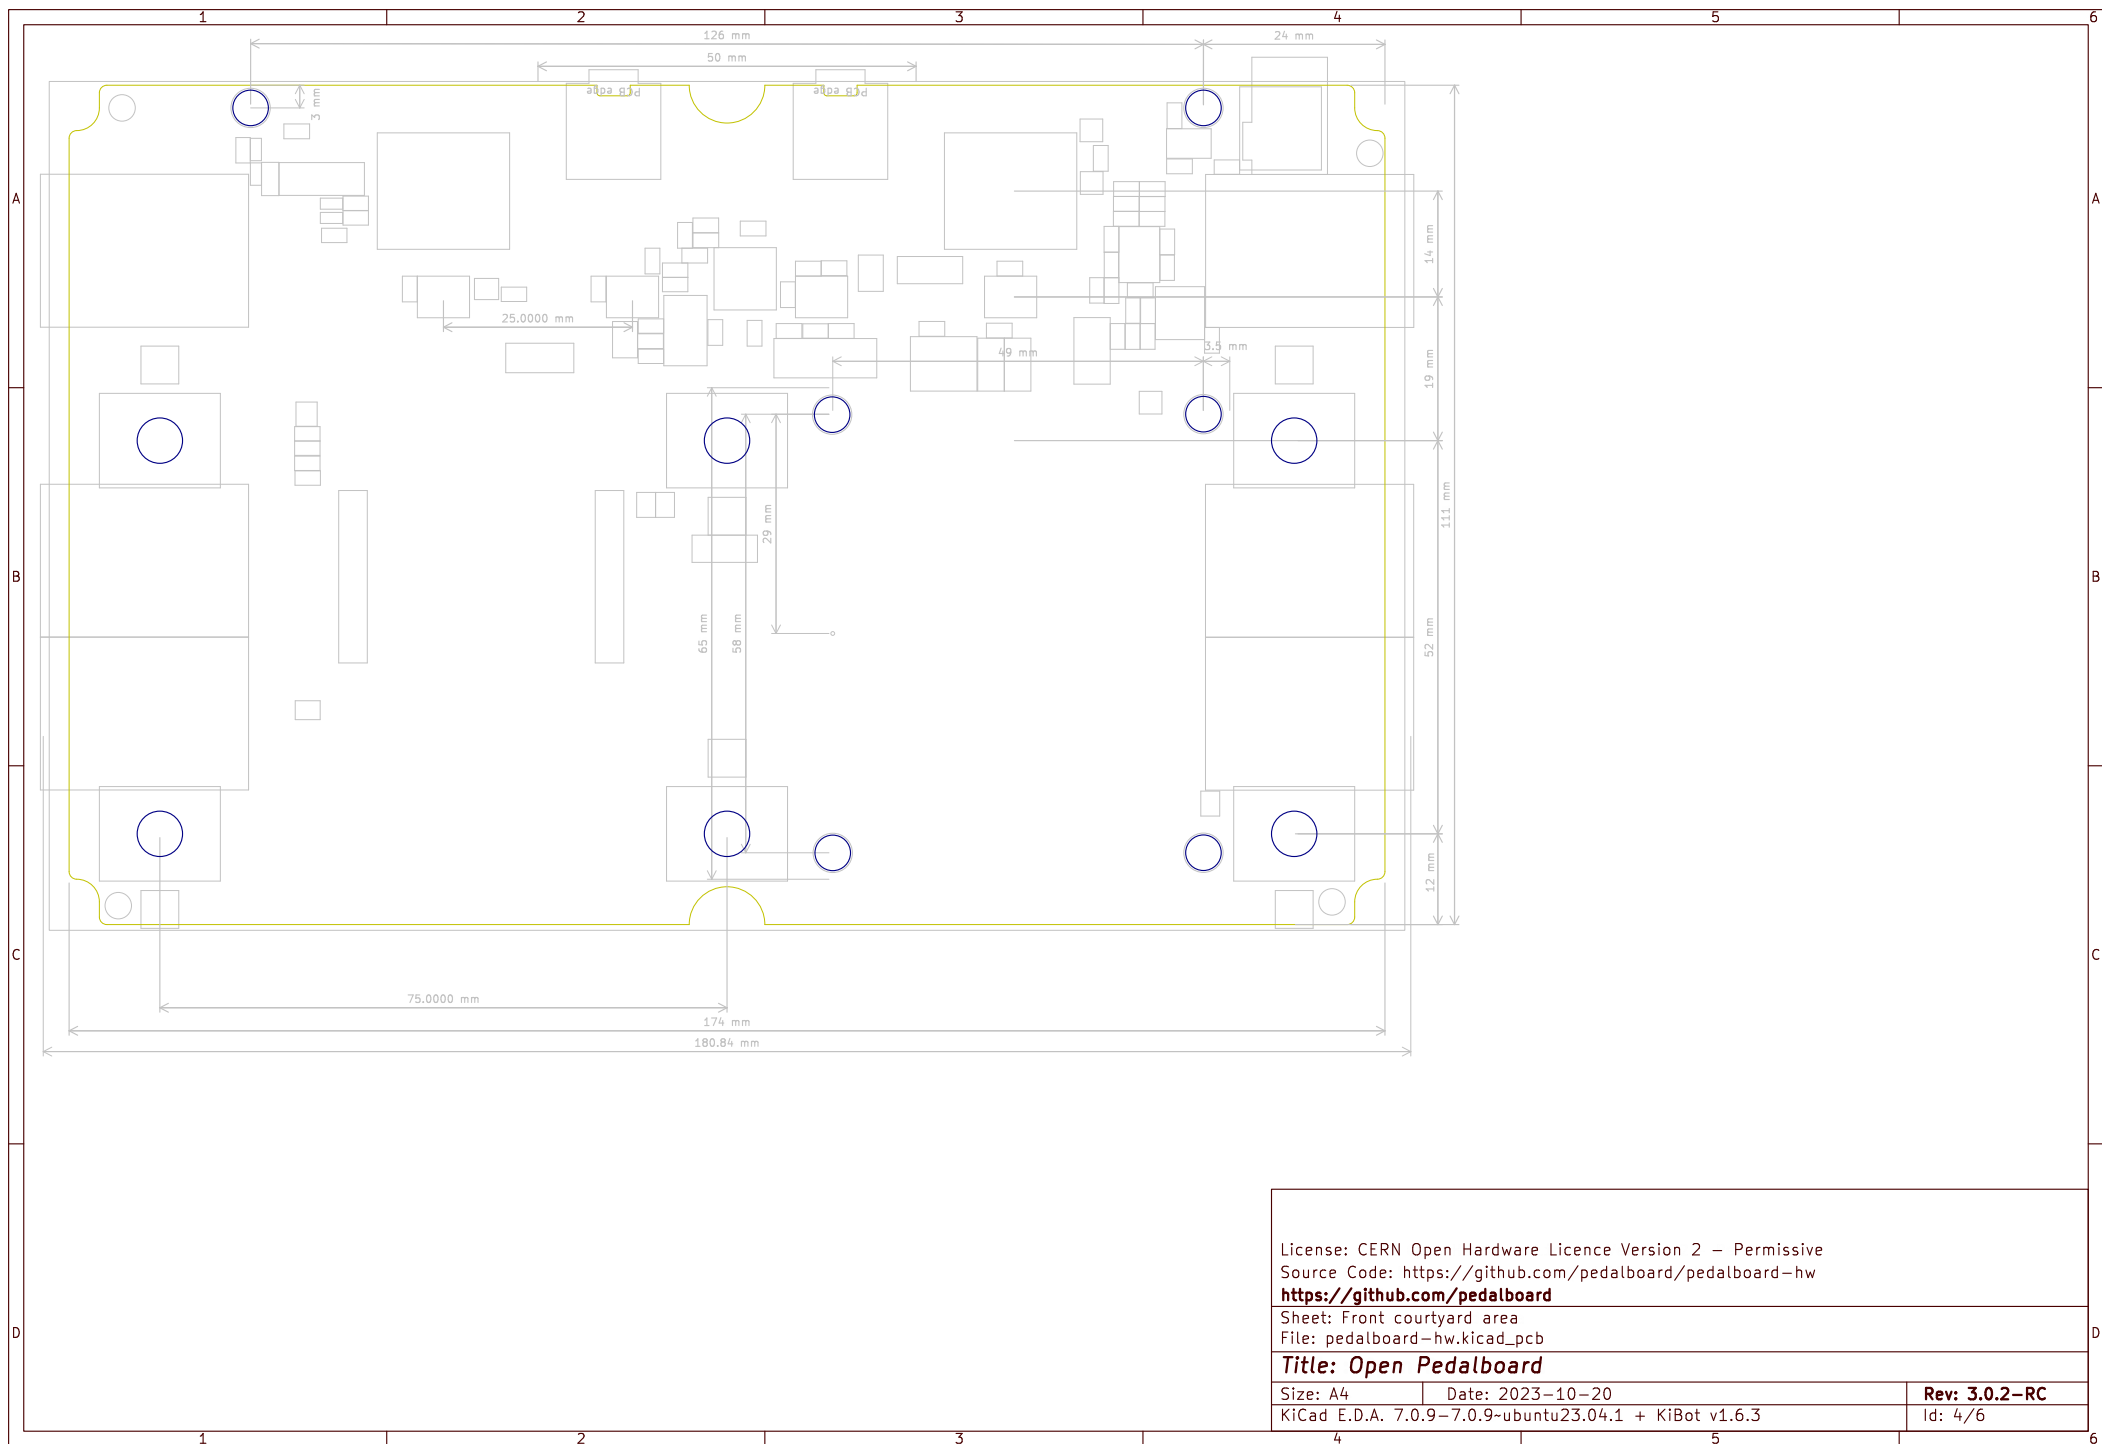 1 2 3 4 5 6
126 mm
24 mm
50 mm
PCB edge
PCB edge
3 mm
A
A
14 mm
25.0000 mm
49 mm
3.5 mm
19 mm
111 mm
29 mm
B
B
65 mm
58 mm
52 mm
12 mm
C
C
75.0000 mm
174 mm
180.84 mm
License: CERN Open Hardware Licence Version 2 – Permissive
Source Code: https://github.com/pedalboard/pedalboard-hw
https://github.com/pedalboard
Sheet: Front courtyard area
File: pedalboard-hw.kicad_pcb
D
D
Title: Open Pedalboard
Size: A4
Date: 2023-10-20
Rev: 3.0.2-RC
KiCad E.D.A. 7.0.9-7.0.9~ubuntu23.04.1 + KiBot v1.6.3
Id: 4/6
1 2 3 4 5 6